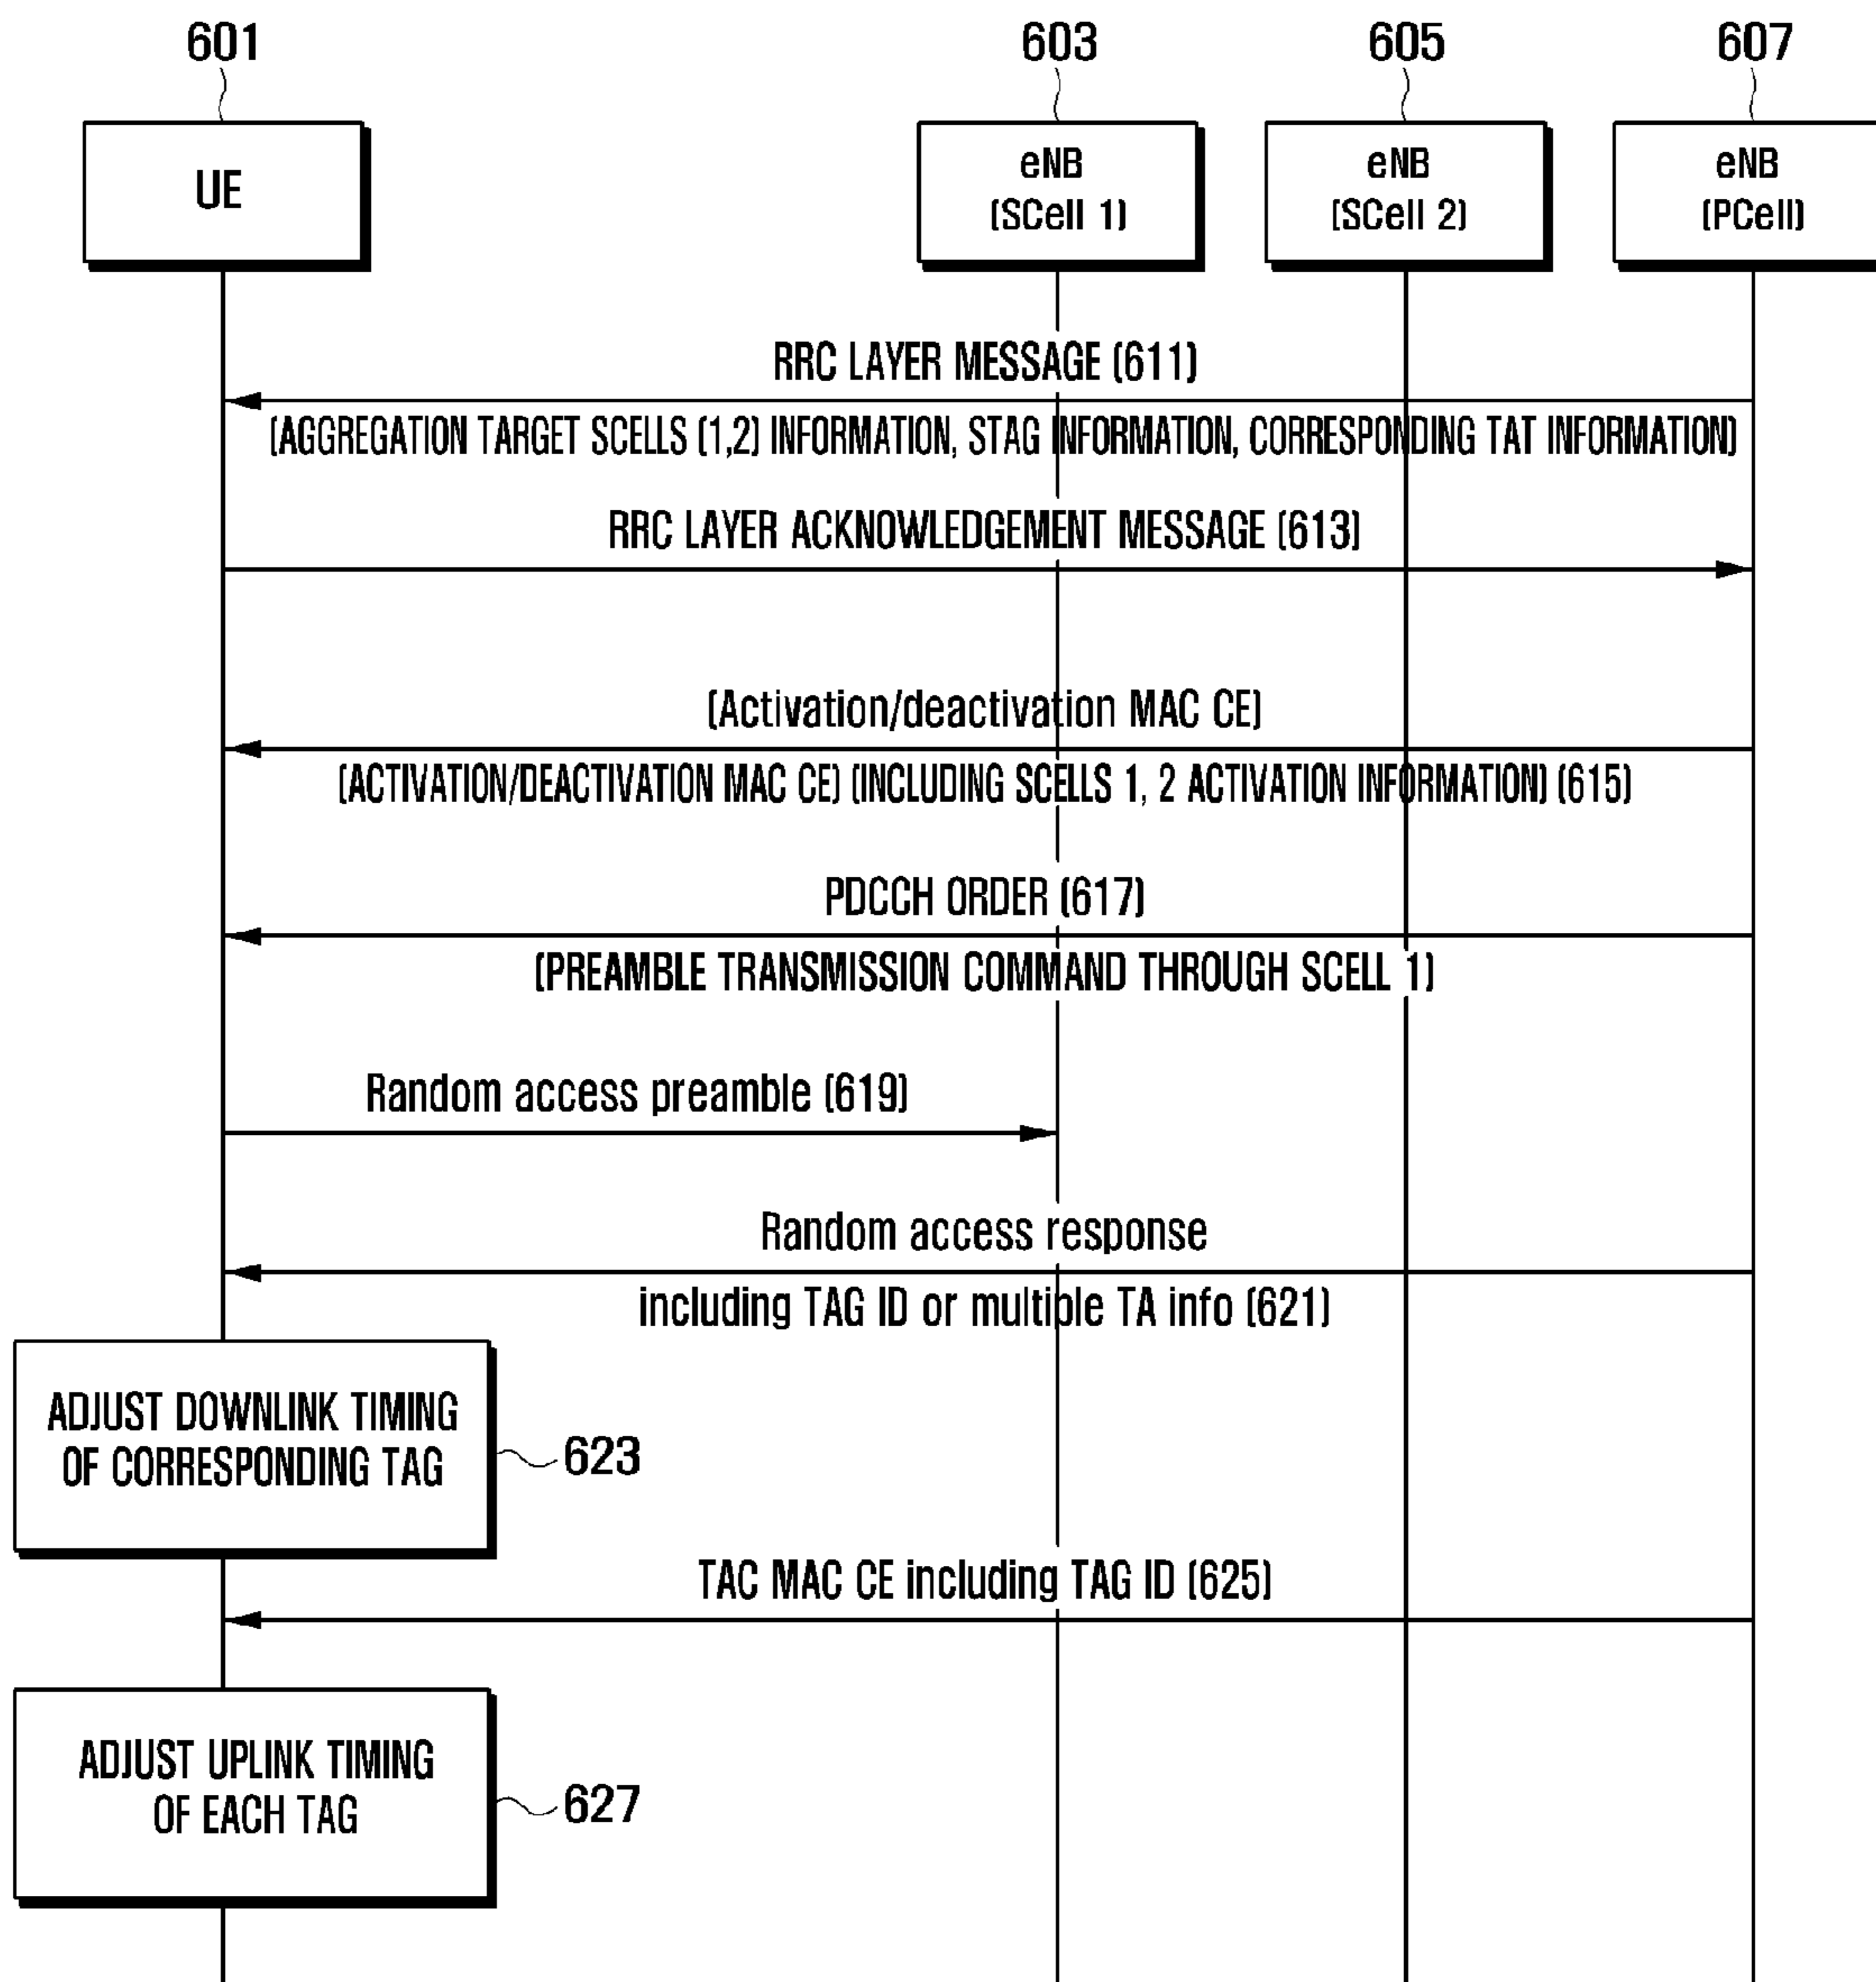 601
603
605
607
UE
eNB
(SCell 1)
eNB
(SCell 2)
eNB
(PCell)
RRC LAYER MESSAGE (611)
(AGGREGATION TARGET SCELLS (1,2) INFORMATION, STAG INFORMATION, CORRESPONDING TAT INFORMATION)
RRC LAYER ACKNOWLEDGEMENT MESSAGE (613)
(Activation/deactivation MAC CE)
(ACTIVATION/DEACTIVATION MAC CE) (INCLUDING SCELLS 1, 2 ACTIVATION INFORMATION) (615)
PDCCH ORDER (617)
(PREAMBLE TRANSMISSION COMMAND THROUGH SCELL 1)
Random access preamble (619)
Random access response
including TAG ID or multiple TA info (621)
ADJUST DOWNLINK TIMING
OF CORRESPONDING TAG
623
TAC MAC CE including TAG ID (625)
ADJUST UPLINK TIMING
OF EACH TAG
627